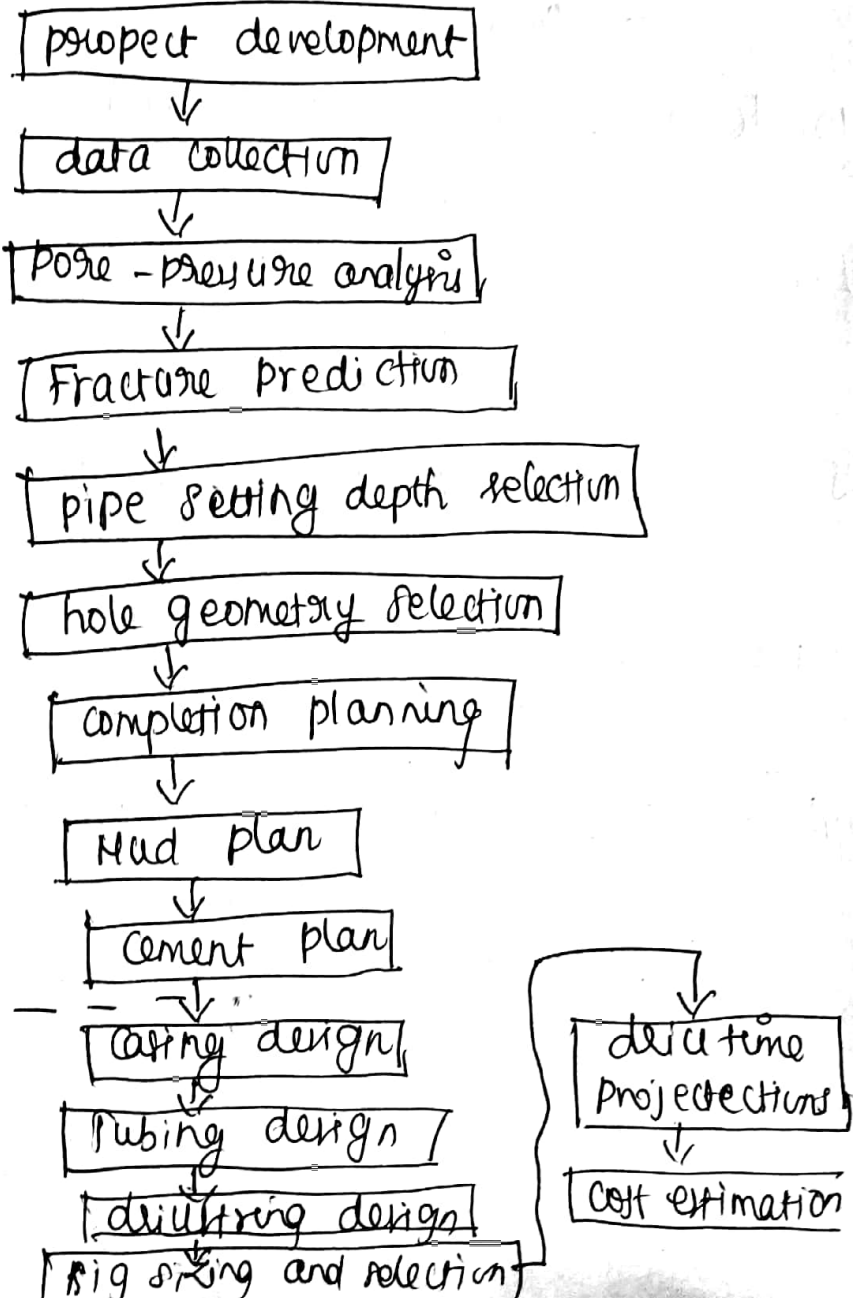 propect development
data collection
Pore - pressure analysis
Fracture prediction
pipe setting depth selection
hole geometry selection
completion planning
Mud plan
Cement plan
Casing design
Tubing design
drillstring design
Rig sizing and selection
drill time
Projectections
Cost estimation